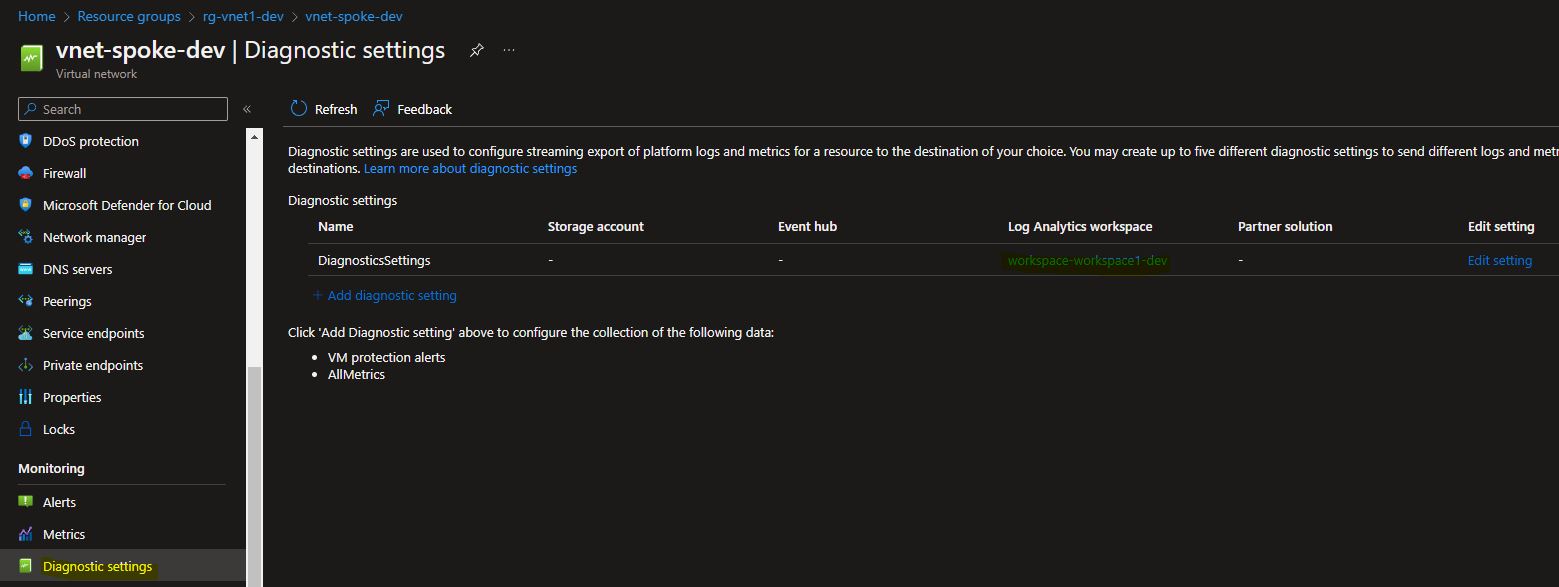 Home > Resource groups > rg-vnet1-dev > vnet-spoke-dev
vnet-spoke-dev | Diagnostic settings ...
Virtual network
Search «
Refresh Feedback
DDoS protection
Firewall
Microsoft Defender for Cloud
Network manager
DNS servers
Peerings
Service endpoints
Private endpoints
Properties
Locks
Monitoring
Alerts
Metrics
Diagnostic settings
Diagnostic settings are used to configure streaming export of platform logs and metrics for a resource to the destination of your choice. You may create up to five different diagnostic settings to send different logs and metr
destinations. Learn more about diagnostic settings
Diagnostic settings
Name Storage account Event hub Log Analytics workspace Partner solution Edit setting
DiagnosticsSettings - - workspace-workspace1-dev - Edit setting
+ Add diagnostic setting
Click 'Add Diagnostic setting' above to configure the collection of the following data:
• VM protection alerts
• AllMetrics